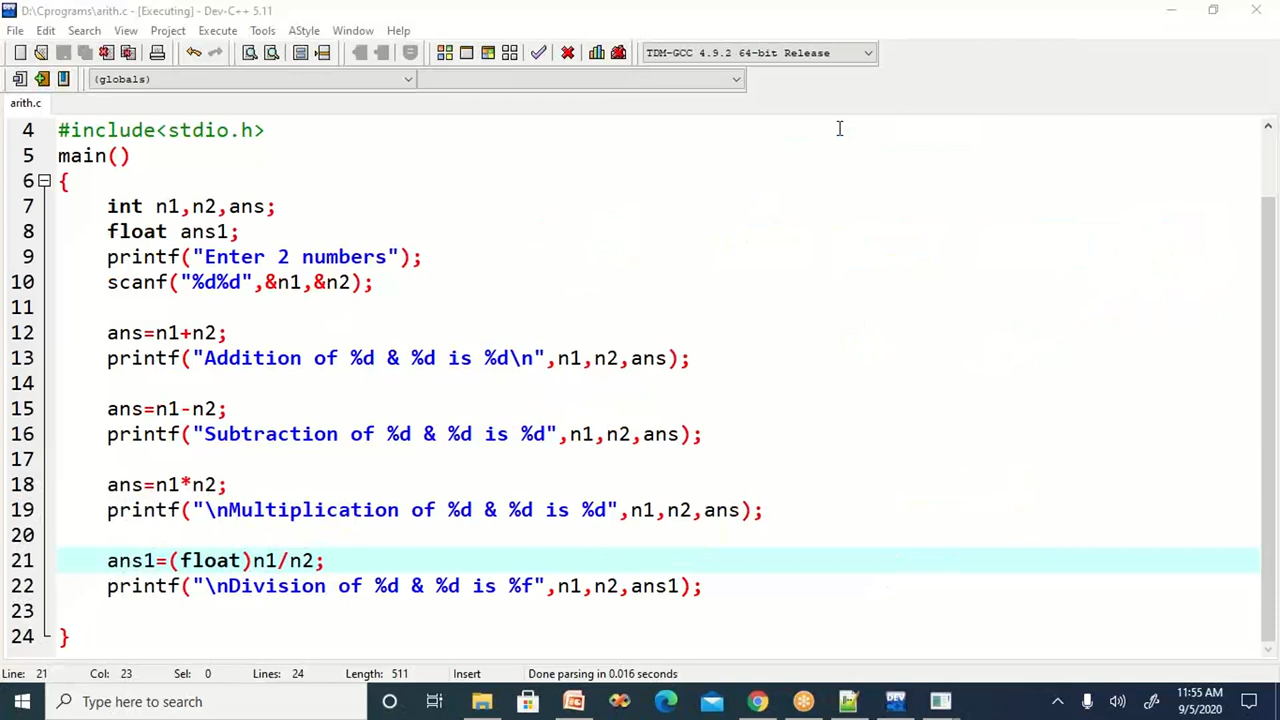 D:\Cprograms\arith.c - [Executing] - Dev-C++ 5.11
File Edit Search View Project Execute Tools AStyle Window Help
TDM-GCC 4.9.2 64-bit Release
(globals)
arith.c
4 #include<stdio.h>
5 main()
6 {
7 int n1,n2,ans;
8 float ans1;
9 printf("Enter 2 numbers");
10 scanf("%d%d",&n1,&n2);
11
12 ans=n1+n2;
13 printf("Addition of %d & %d is %d\n",n1,n2,ans);
14
15 ans=n1-n2;
16 printf("Subtraction of %d & %d is %d",n1,n2,ans);
17
18 ans=n1*n2;
19 printf("\nMultiplication of %d & %d is %d",n1,n2,ans);
20
21 ans1=(float)n1/n2;
22 printf("\nDivision of %d & %d is %f",n1,n2,ans1);
23
24 }
Line: 21 Col: 23 Sel: 0 Lines: 24 Length: 511 Insert Done parsing in 0.016 seconds
Type here to search
11:55 AM
9/5/2020